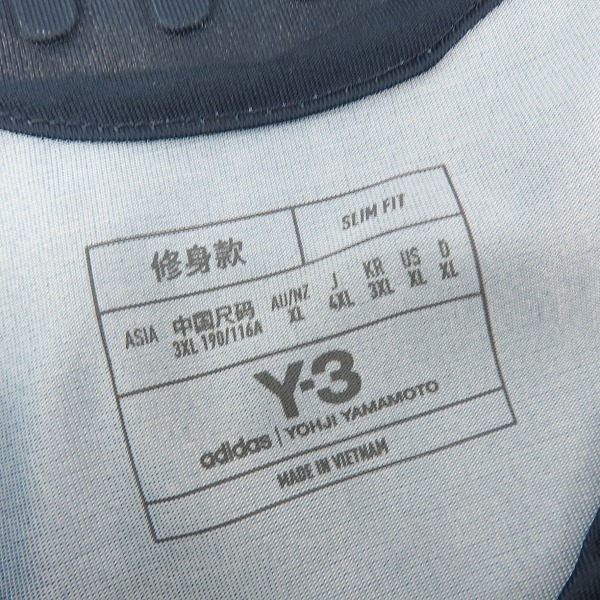 修身款 SLIM FIT
ASIA 中国尺码 AU/NZ J KR US D
3XL 190/116A XL 4XL 3XL XL XL
Y-3
adidas | YOHJI YAMAMOTO
MADE IN VIETNAM